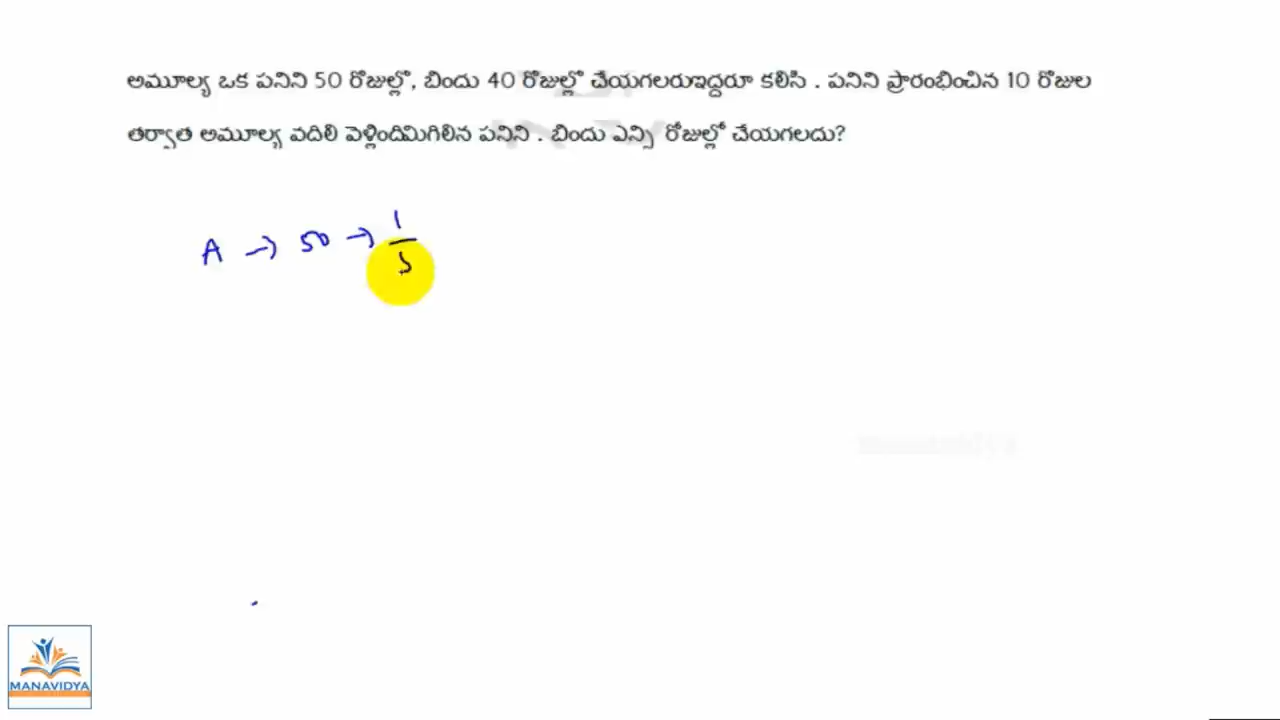 అమూల్య ఒక పనిని 50 రోజుల్లో, బిందు 40 రోజుల్లో చేయగలరుఇద్దరూ కలిసి . పనిని ప్రారంభించిన 10 రోజుల
తర్వాత అమూల్య వదిలి వెళ్లిందిమిగిలిన పనిని . బిందు ఎన్ని రోజుల్లో చేయగలదు?
A → 50 → 1/5
MANAVIDYA